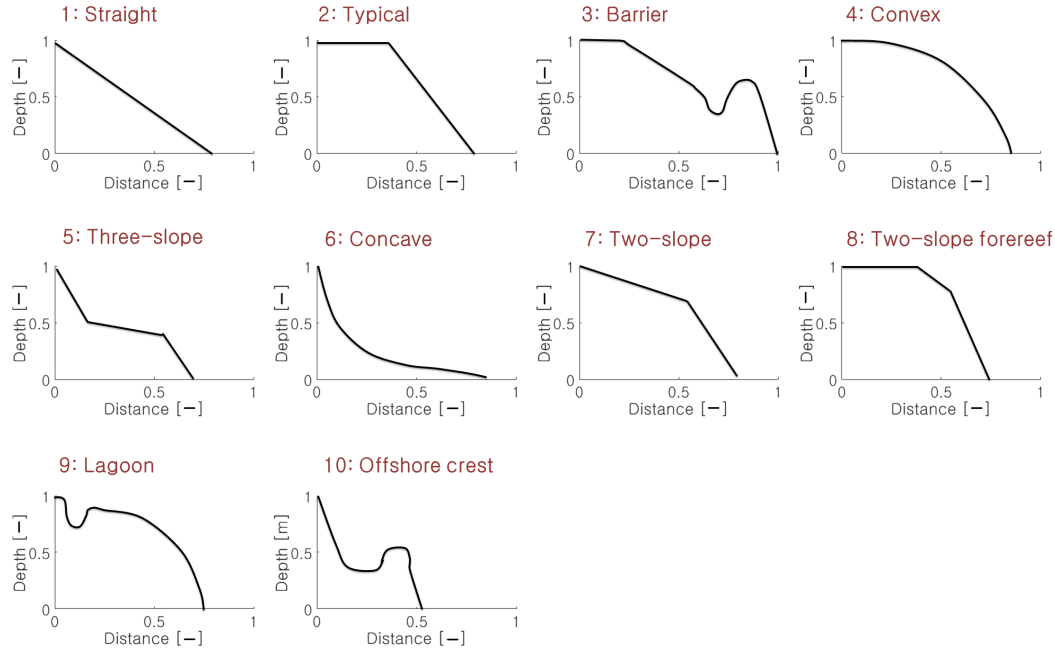 1: Straight
2: Typical
3: Barrier
4: Convex
Depth [−]
1
0.5
0
0
0.5
1
Distance [−]
Depth [−]
1
0.5
0
0
0.5
1
Distance [−]
Depth [−]
1
0.5
0
0
0.5
1
Distance [−]
Depth [−]
1
0.5
0
0
0.5
1
Distance [−]
5: Three−slope
6: Concave
7: Two−slope
8: Two−slope forereef
Depth [−]
1
0.5
0
0
0.5
1
Distance [−]
Depth [−]
1
0.5
0
0
0.5
1
Distance [−]
Depth [−]
1
0.5
0
0
0.5
1
Distance [−]
Depth [−]
1
0.5
0
0
0.5
1
Distance [−]
9: Lagoon
10: Offshore crest
Depth [−]
1
0.5
0
0
0.5
1
Distance [−]
Depth [m]
1
0.5
0
0
0.5
1
Distance [−]